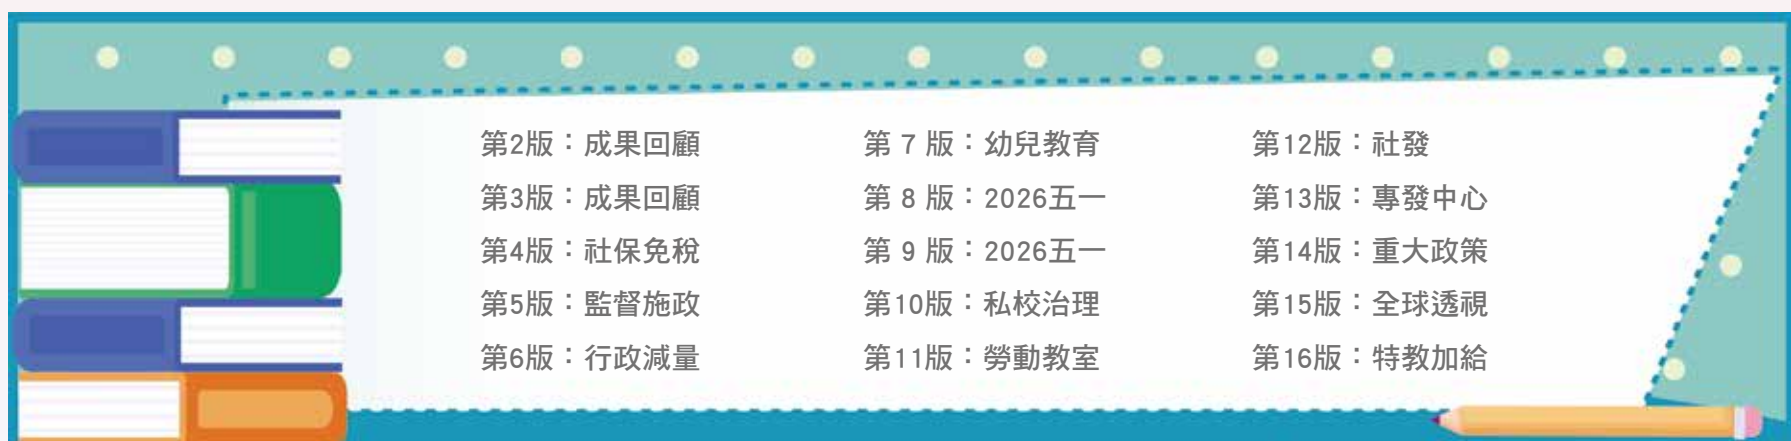 第2版：成果回顧
第3版：成果回顧
第4版：社保免稅
第5版：監督施政
第6版：行政減量
第 7 版：幼兒教育
第 8 版：2026五一
第 9 版：2026五一
第10版：私校治理
第11版：勞動教室
第12版：社發
第13版：專發中心
第14版：重大政策
第15版：全球透視
第16版：特教加給